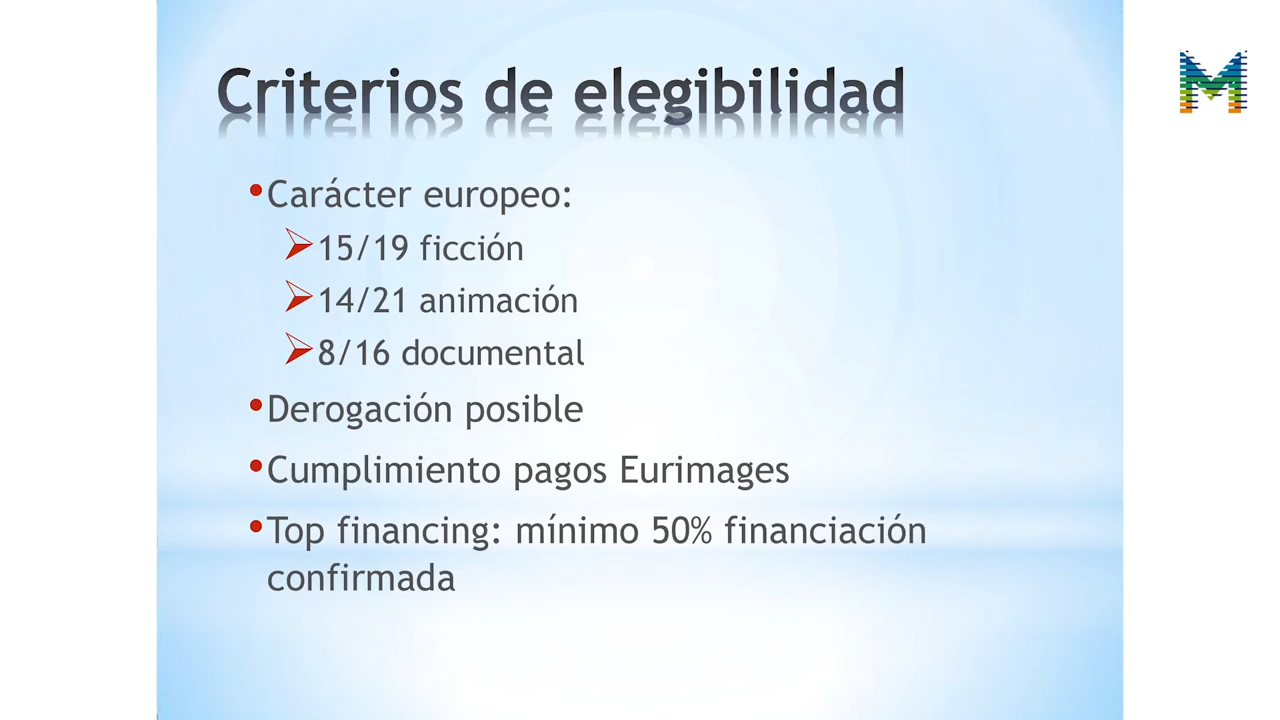 Criterios de elegibilidad
•Carácter europeo:
➢15/19 ficción
➢14/21 animación
➢8/16 documental
•Derogación posible
•Cumplimiento pagos Eurimages
•Top financing: mínimo 50% financiación
confirmada
M